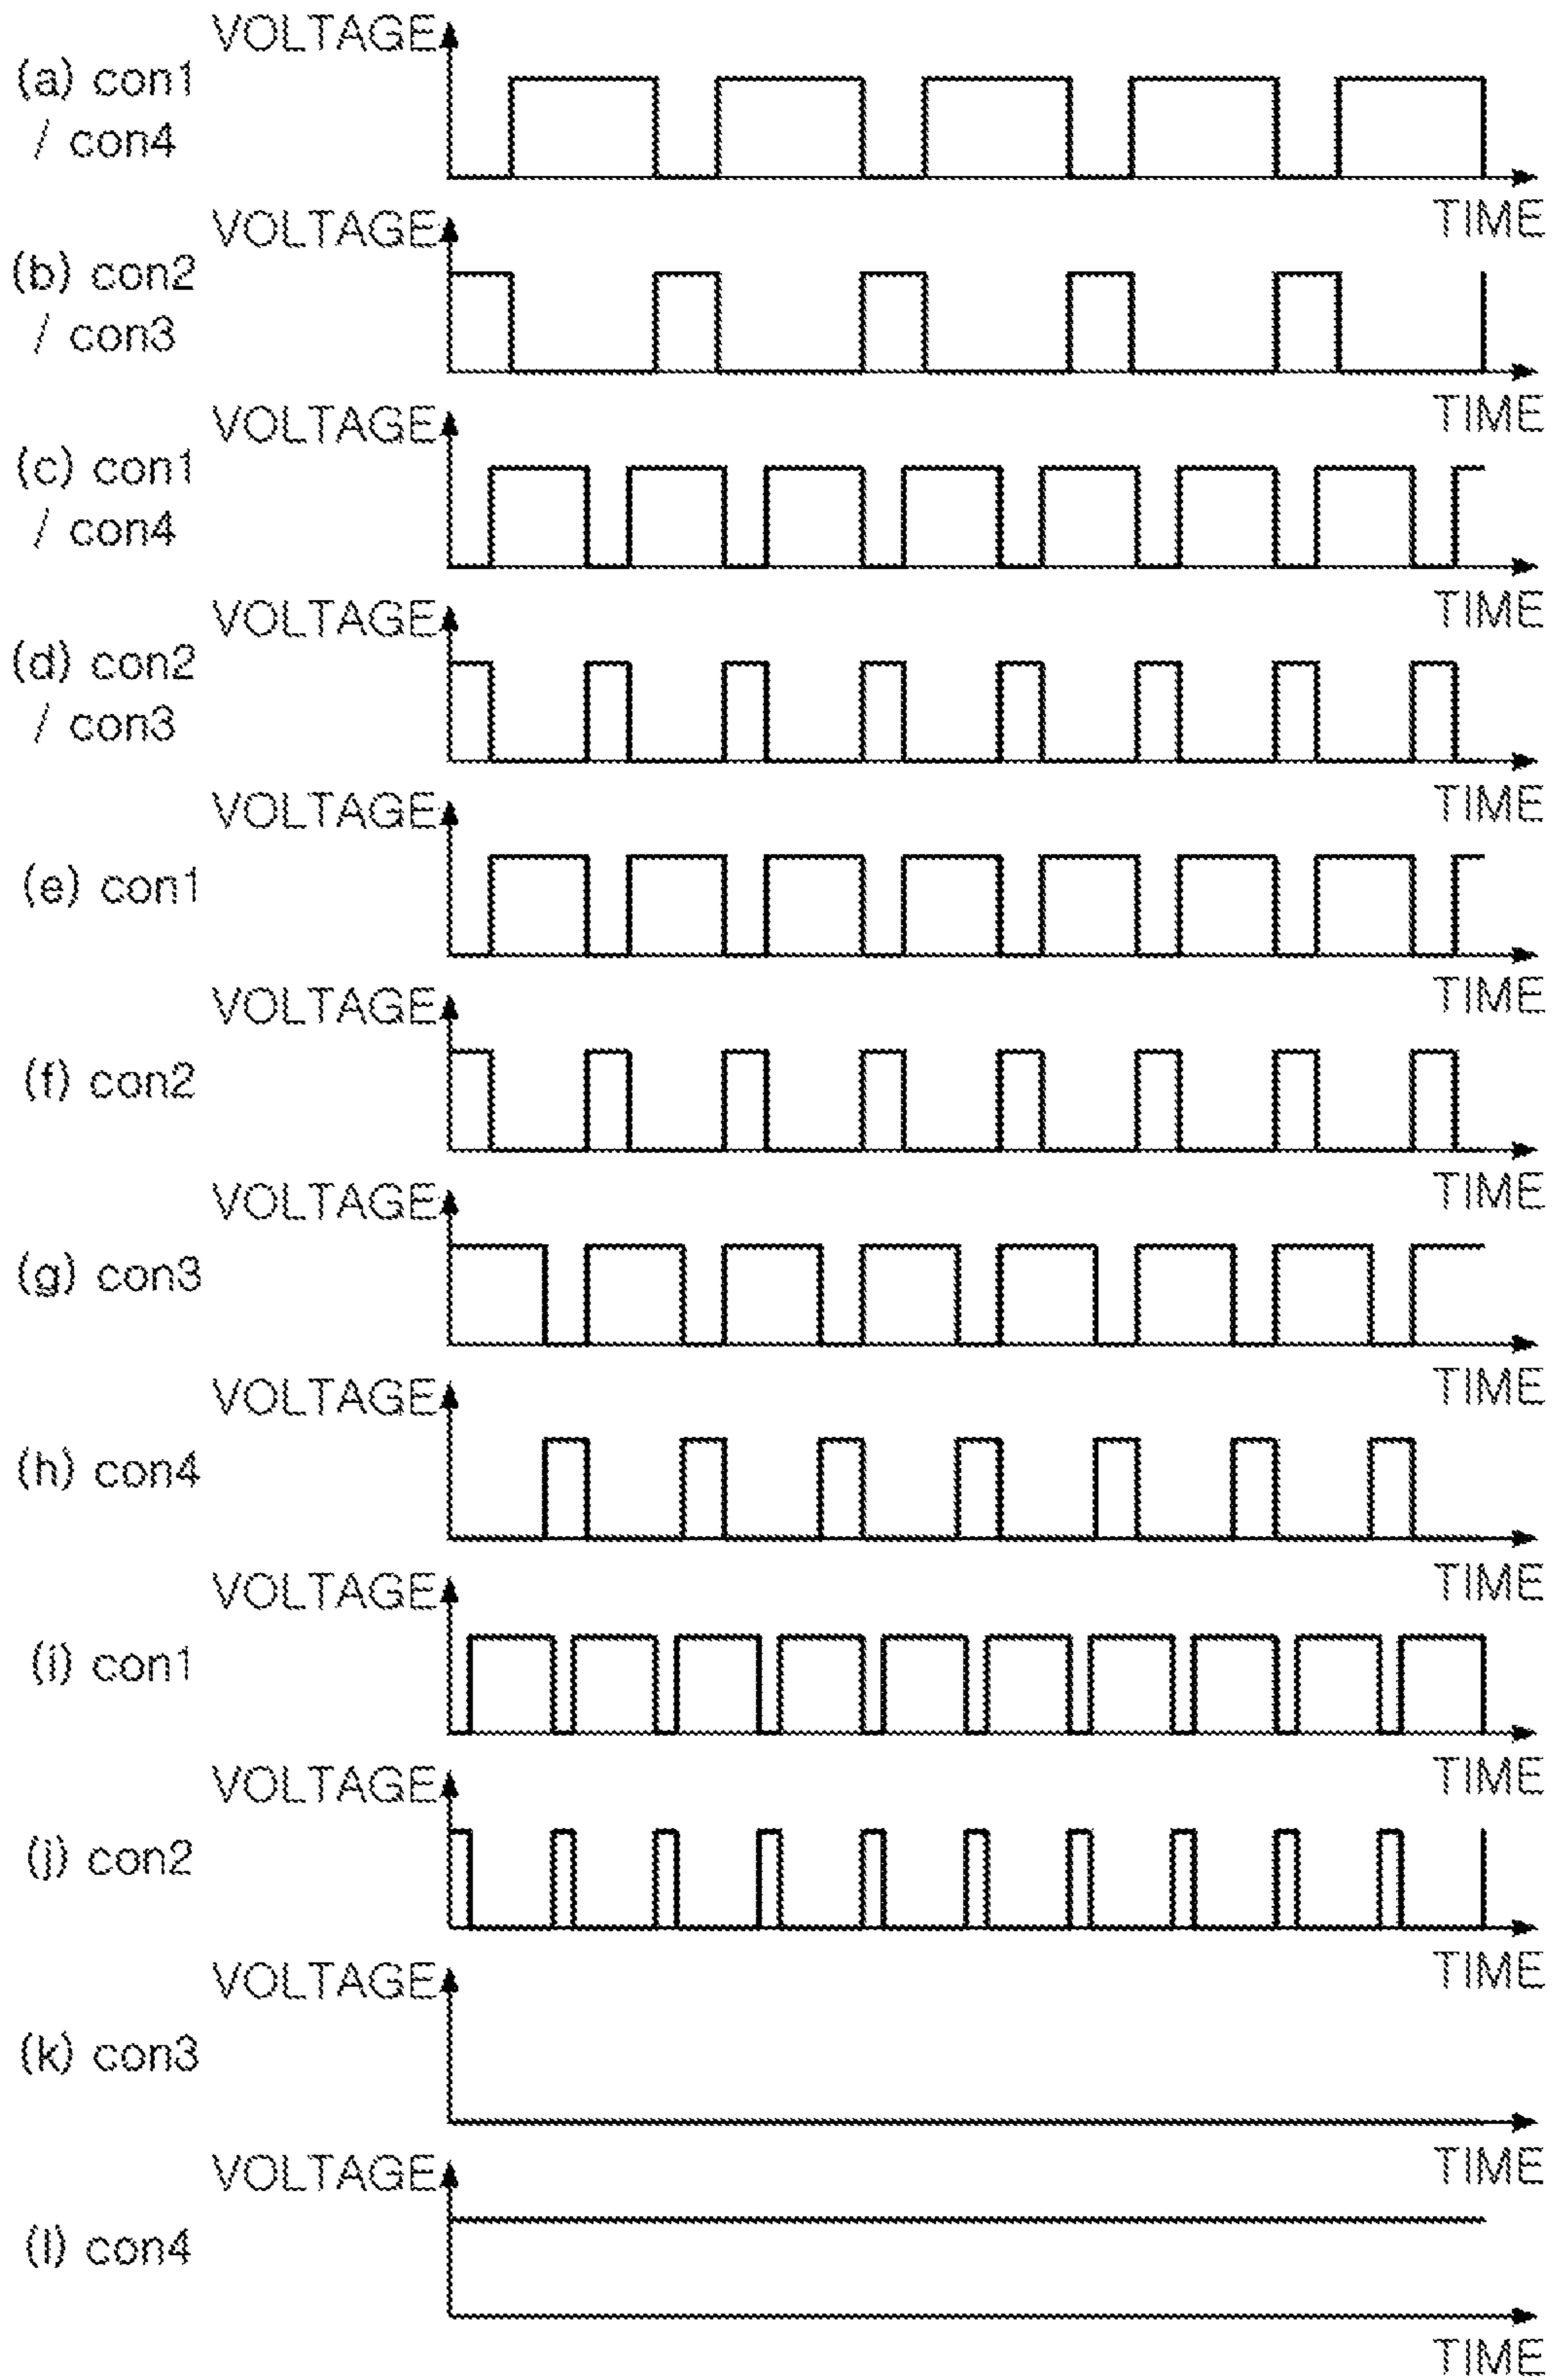 VOLTAGE
(a) con1
/ con4
TIME
VOLTAGE
(b) con2
/ con3
TIME
VOLTAGE
(c) con1
/ con4
TIME
VOLTAGE
(d) con2
/ con3
TIME
VOLTAGE
(e) con1
TIME
VOLTAGE
(f) con2
TIME
VOLTAGE
(g) con3
TIME
VOLTAGE
(h) con4
TIME
VOLTAGE
(i) con1
TIME
VOLTAGE
(j) con2
TIME
VOLTAGE
(k) con3
TIME
VOLTAGE
(l) con4
TIME